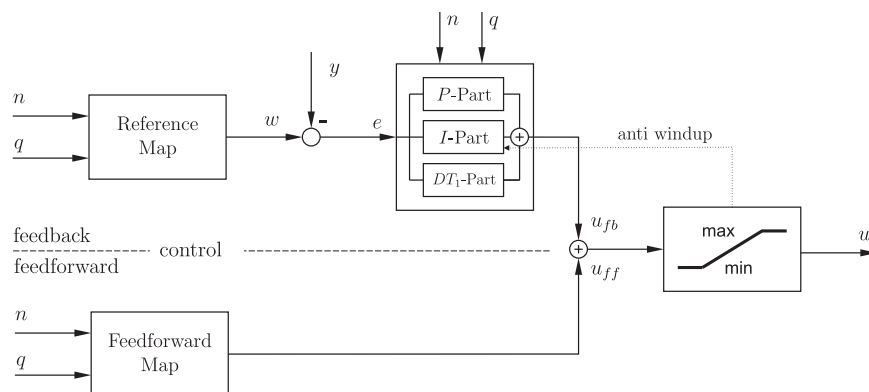 n
q
y
n
Reference
Map
q
w
-
e
P-Part
I-Part
DT₁-Part
+
anti windup
feedback
control
feedforward
u_fb
+
u_ff
max
min
u
n
q
Feedforward
Map